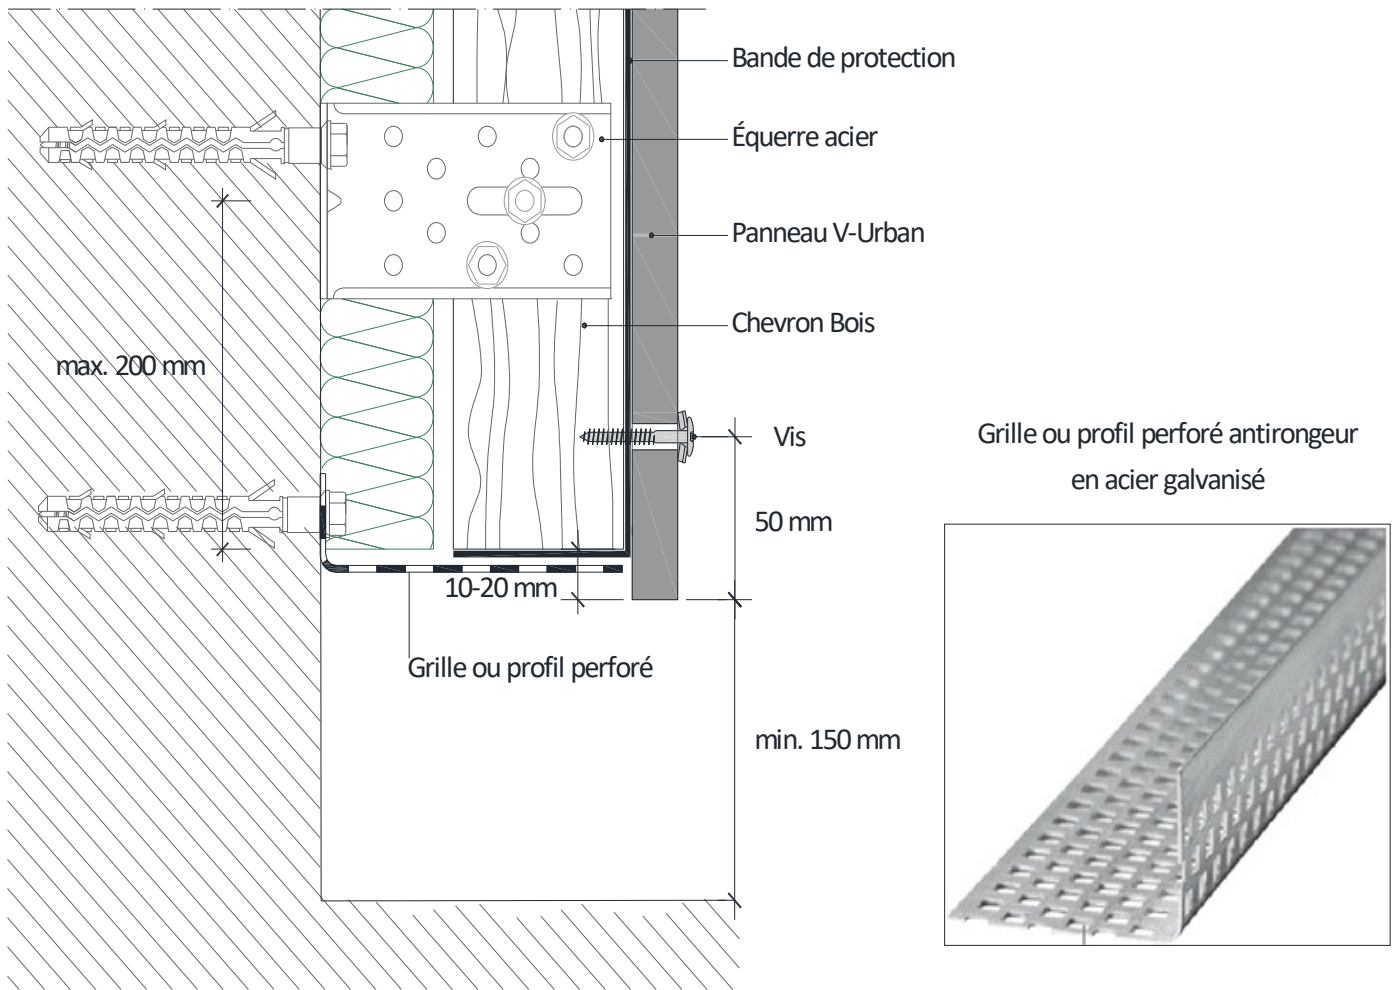 Bande de protection
Équerre acier
Panneau V-Urban
Chevron Bois
max. 200 mm
Vis
Grille ou profil perforé antirongeur
en acier galvanisé
50 mm
10-20 mm
Grille ou profil perforé
min. 150 mm